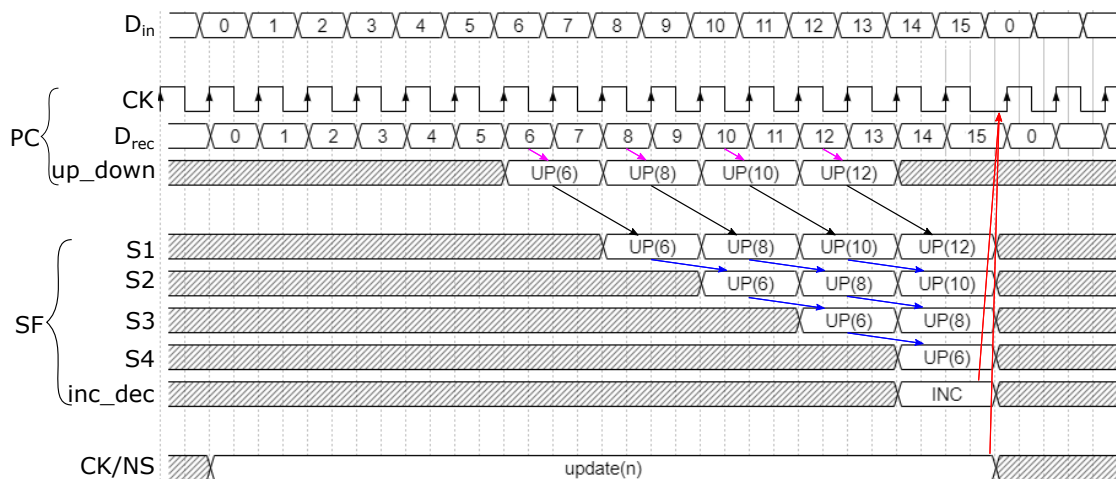 Din 0 1 2 3 4 5 6 7 8 9 10 11 12 13 14 15 0
CK
PC
Drec 0 1 2 3 4 5 6 7 8 9 10 11 12 13 14 15 0
up_down UP(6) UP(8) UP(10) UP(12)
S1 UP(6) UP(8) UP(10) UP(12)
S2 UP(6) UP(8) UP(10)
SF
S3 UP(6) UP(8)
S4 UP(6)
inc_dec INC
CK/NS update(n)